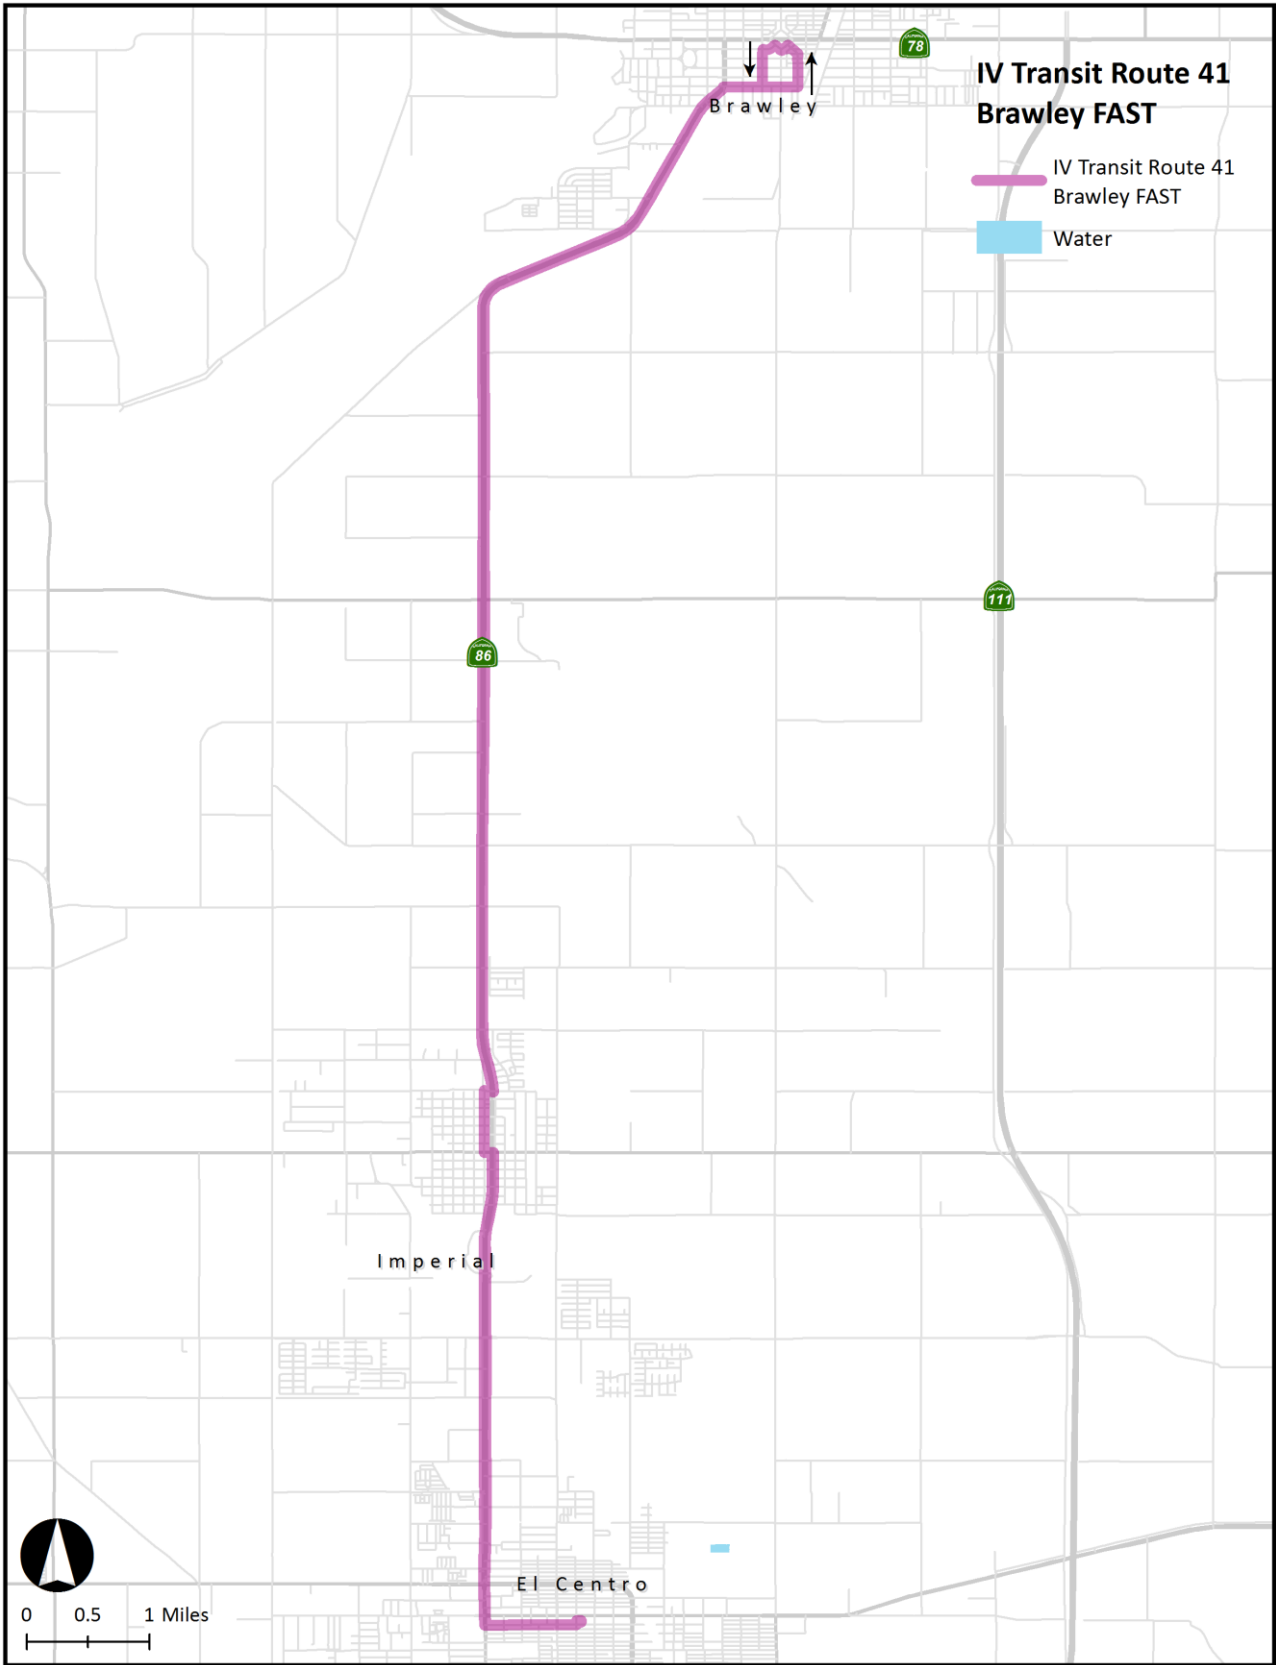 78
IV Transit Route 41
Brawley FAST
Brawley
IV Transit Route 41
Brawley FAST
Water
111
86
Imperial
El Centro
0 0.5 1 Miles